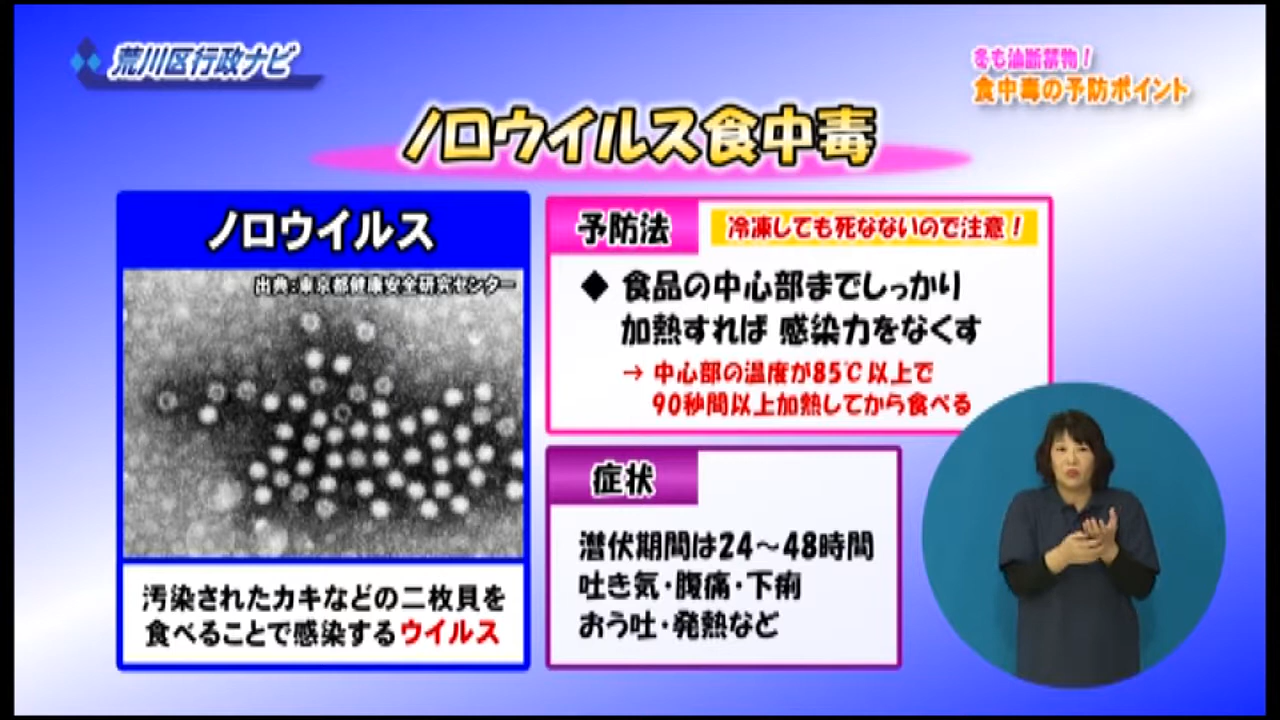 荒川区行政ナビ
冬も油断禁物！
食中毒の予防ポイント
ノロウイルス食中毒
ノロウイルス
出典：東京都健康安全研究センター
汚染されたカキなどの二枚貝を
食べることで感染するウイルス
予防法
冷凍しても死なないので注意！
◆ 食品の中心部までしっかり
加熱すれば 感染力をなくす
→ 中心部の温度が85℃以上で
90秒間以上加熱してから食べる
症状
潜伏期間は24～48時間
吐き気・腹痛・下痢
おう吐・発熱など